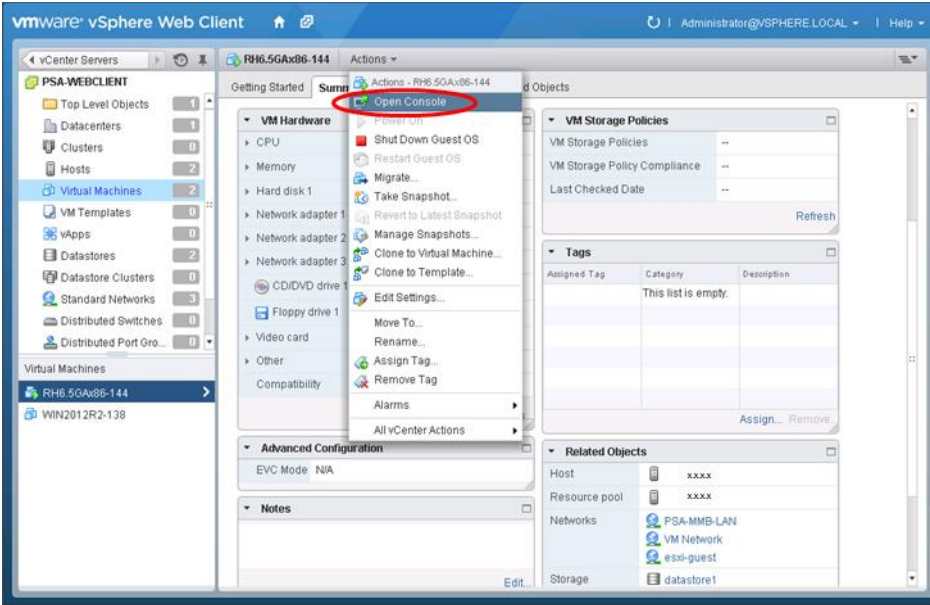 vmware® vSphere Web Client
Administrator@VSPHERE.LOCAL
Help
vCenter Servers
PSA-WEBCLIENT
Top Level Objects 1
Datacenters 1
Clusters 0
Hosts 2
Virtual Machines 2
VM Templates 0
vApps 0
Datastores 2
Datastore Clusters 0
Standard Networks 3
Distributed Switches 0
Distributed Port Gro... 0
Virtual Machines
RH6.5GAx86-144
WIN2012R2-138
RH6.5GAx86-144 Actions
Getting Started Summ d Objects
VM Hardware
CPU
Memory
Hard disk 1
Network adapter 1
Network adapter 2
Network adapter 3
CD/DVD drive 1
Floppy drive 1
Video card
Other
Compatibility
Advanced Configuration
EVC Mode N/A
Notes
Edit...
Actions - RH6.5GAx86-144
Open Console
Power On
Shut Down Guest OS
Restart Guest OS
Migrate...
Take Snapshot...
Revert to Latest Snapshot
Manage Snapshots...
Clone to Virtual Machine...
Clone to Template...
Edit Settings...
Move To...
Rename...
Assign Tag...
Remove Tag
Alarms
All vCenter Actions
VM Storage Policies
VM Storage Policies --
VM Storage Policy Compliance --
Last Checked Date --
Refresh
Tags
Assigned Tag Category Description
This list is empty.
Assign... Remove...
Related Objects
Host xxxx
Resource pool xxxx
Networks PSA-MMB-LAN
VM Network
esxi-guest
Storage datastore1